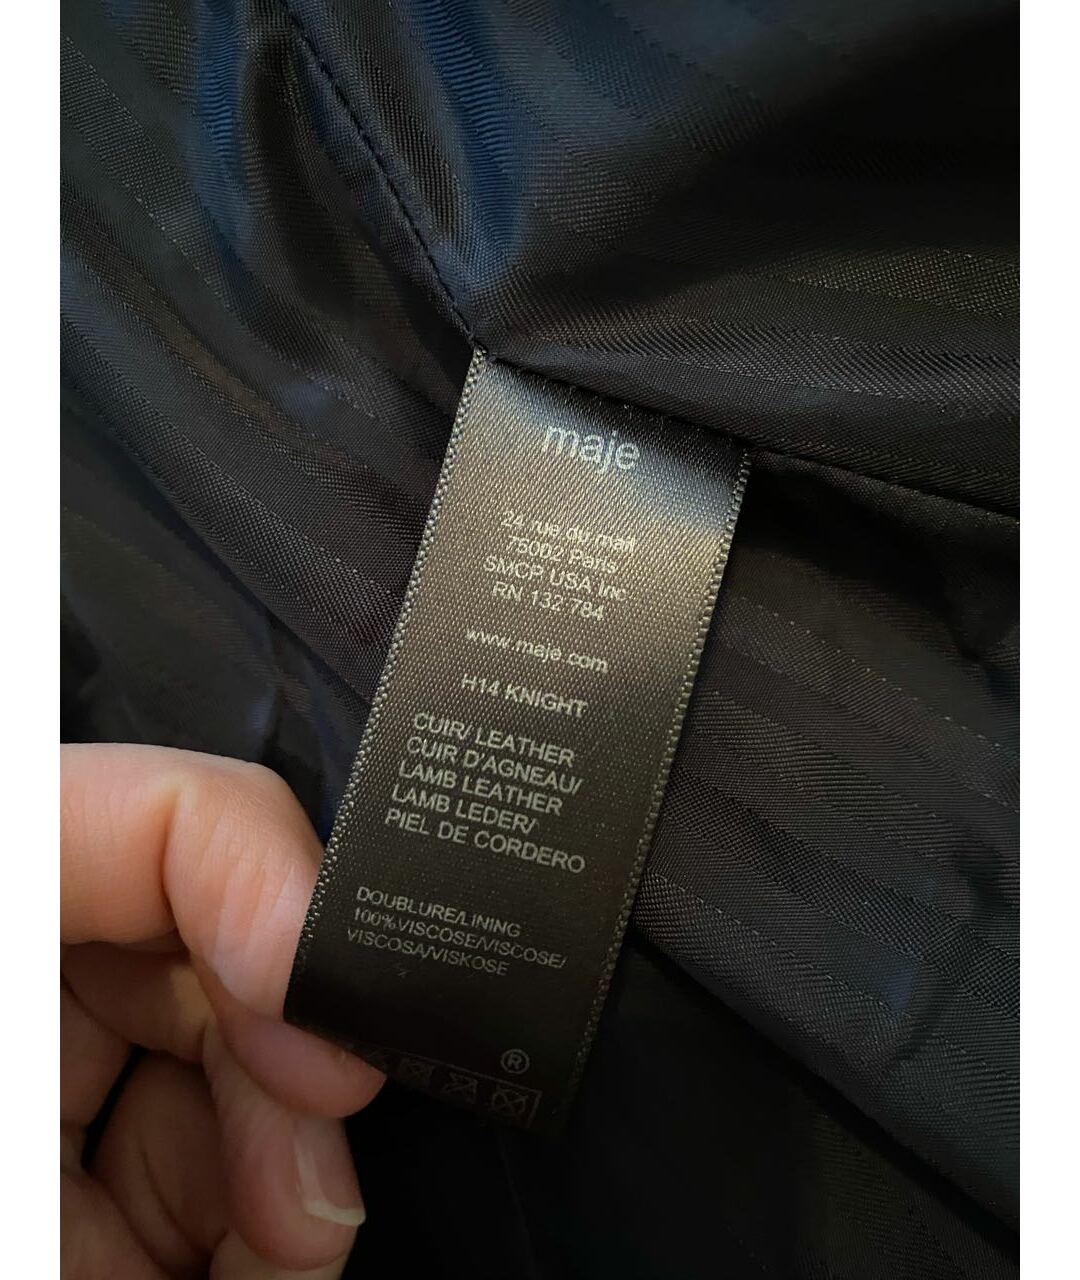 maje
24 rue du mail
75002 Paris
SMCP USA Inc
RN 132 784
www.maje.com
H14 KNIGHT
CUIR/ LEATHER
CUIR D'AGNEAU/
LAMB LEATHER
LAMB LEDER/
PIEL DE CORDERO
DOUBLURE/LINING
100% VISCOSE/VISCOSE/
VISCOSA/VISKOSE
®